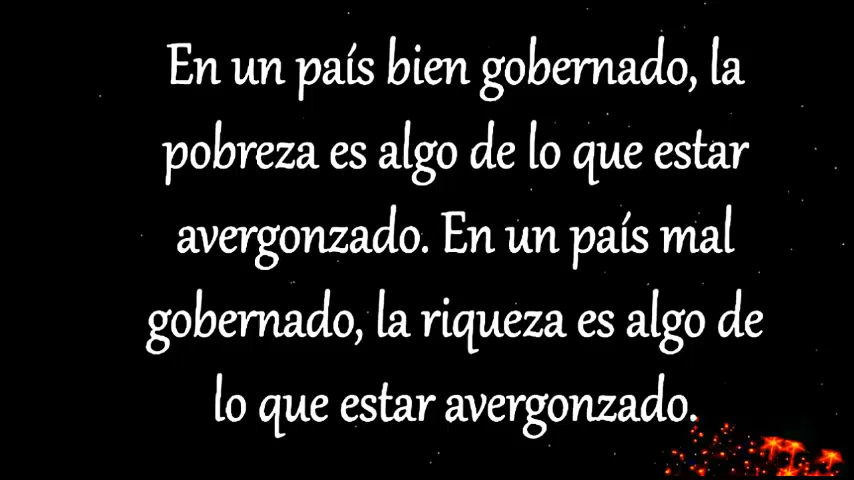 En un país bien gobernado, la
pobreza es algo de lo que estar
avergonzado. En un país mal
gobernado, la riqueza es algo de
lo que estar avergonzado.